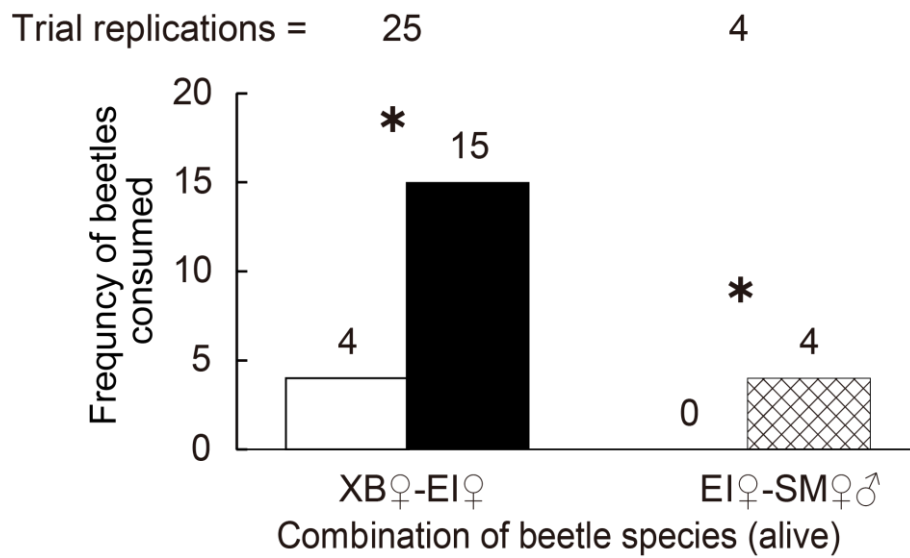 Trial replications = 25 4
Frequncy of beetles
consumed
20
15
10
5
0
*
4
15
*
0
4
XB♀-EI♀ EI♀-SM♀♂
Combination of beetle species (alive)